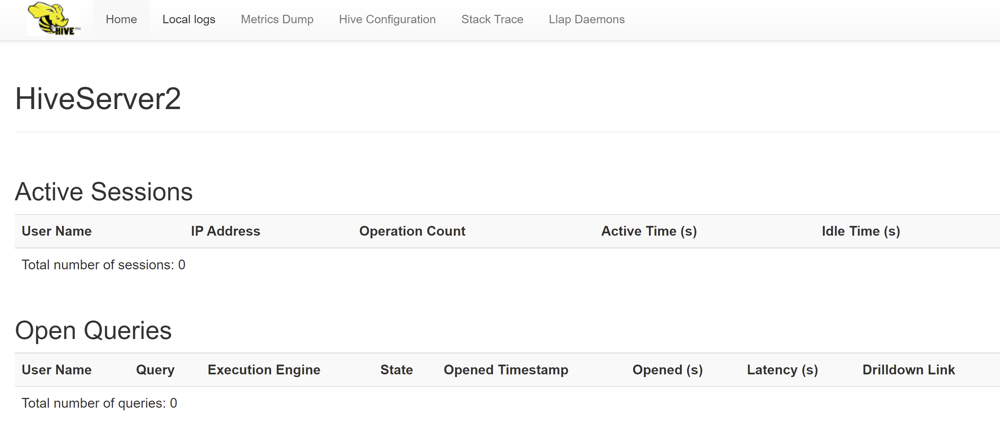 HIVE™ Home Local logs Metrics Dump Hive Configuration Stack Trace Llap Daemons
HiveServer2
Active Sessions
User Name IP Address Operation Count Active Time (s) Idle Time (s)
Total number of sessions: 0
Open Queries
User Name Query Execution Engine State Opened Timestamp Opened (s) Latency (s) Drilldown Link
Total number of queries: 0